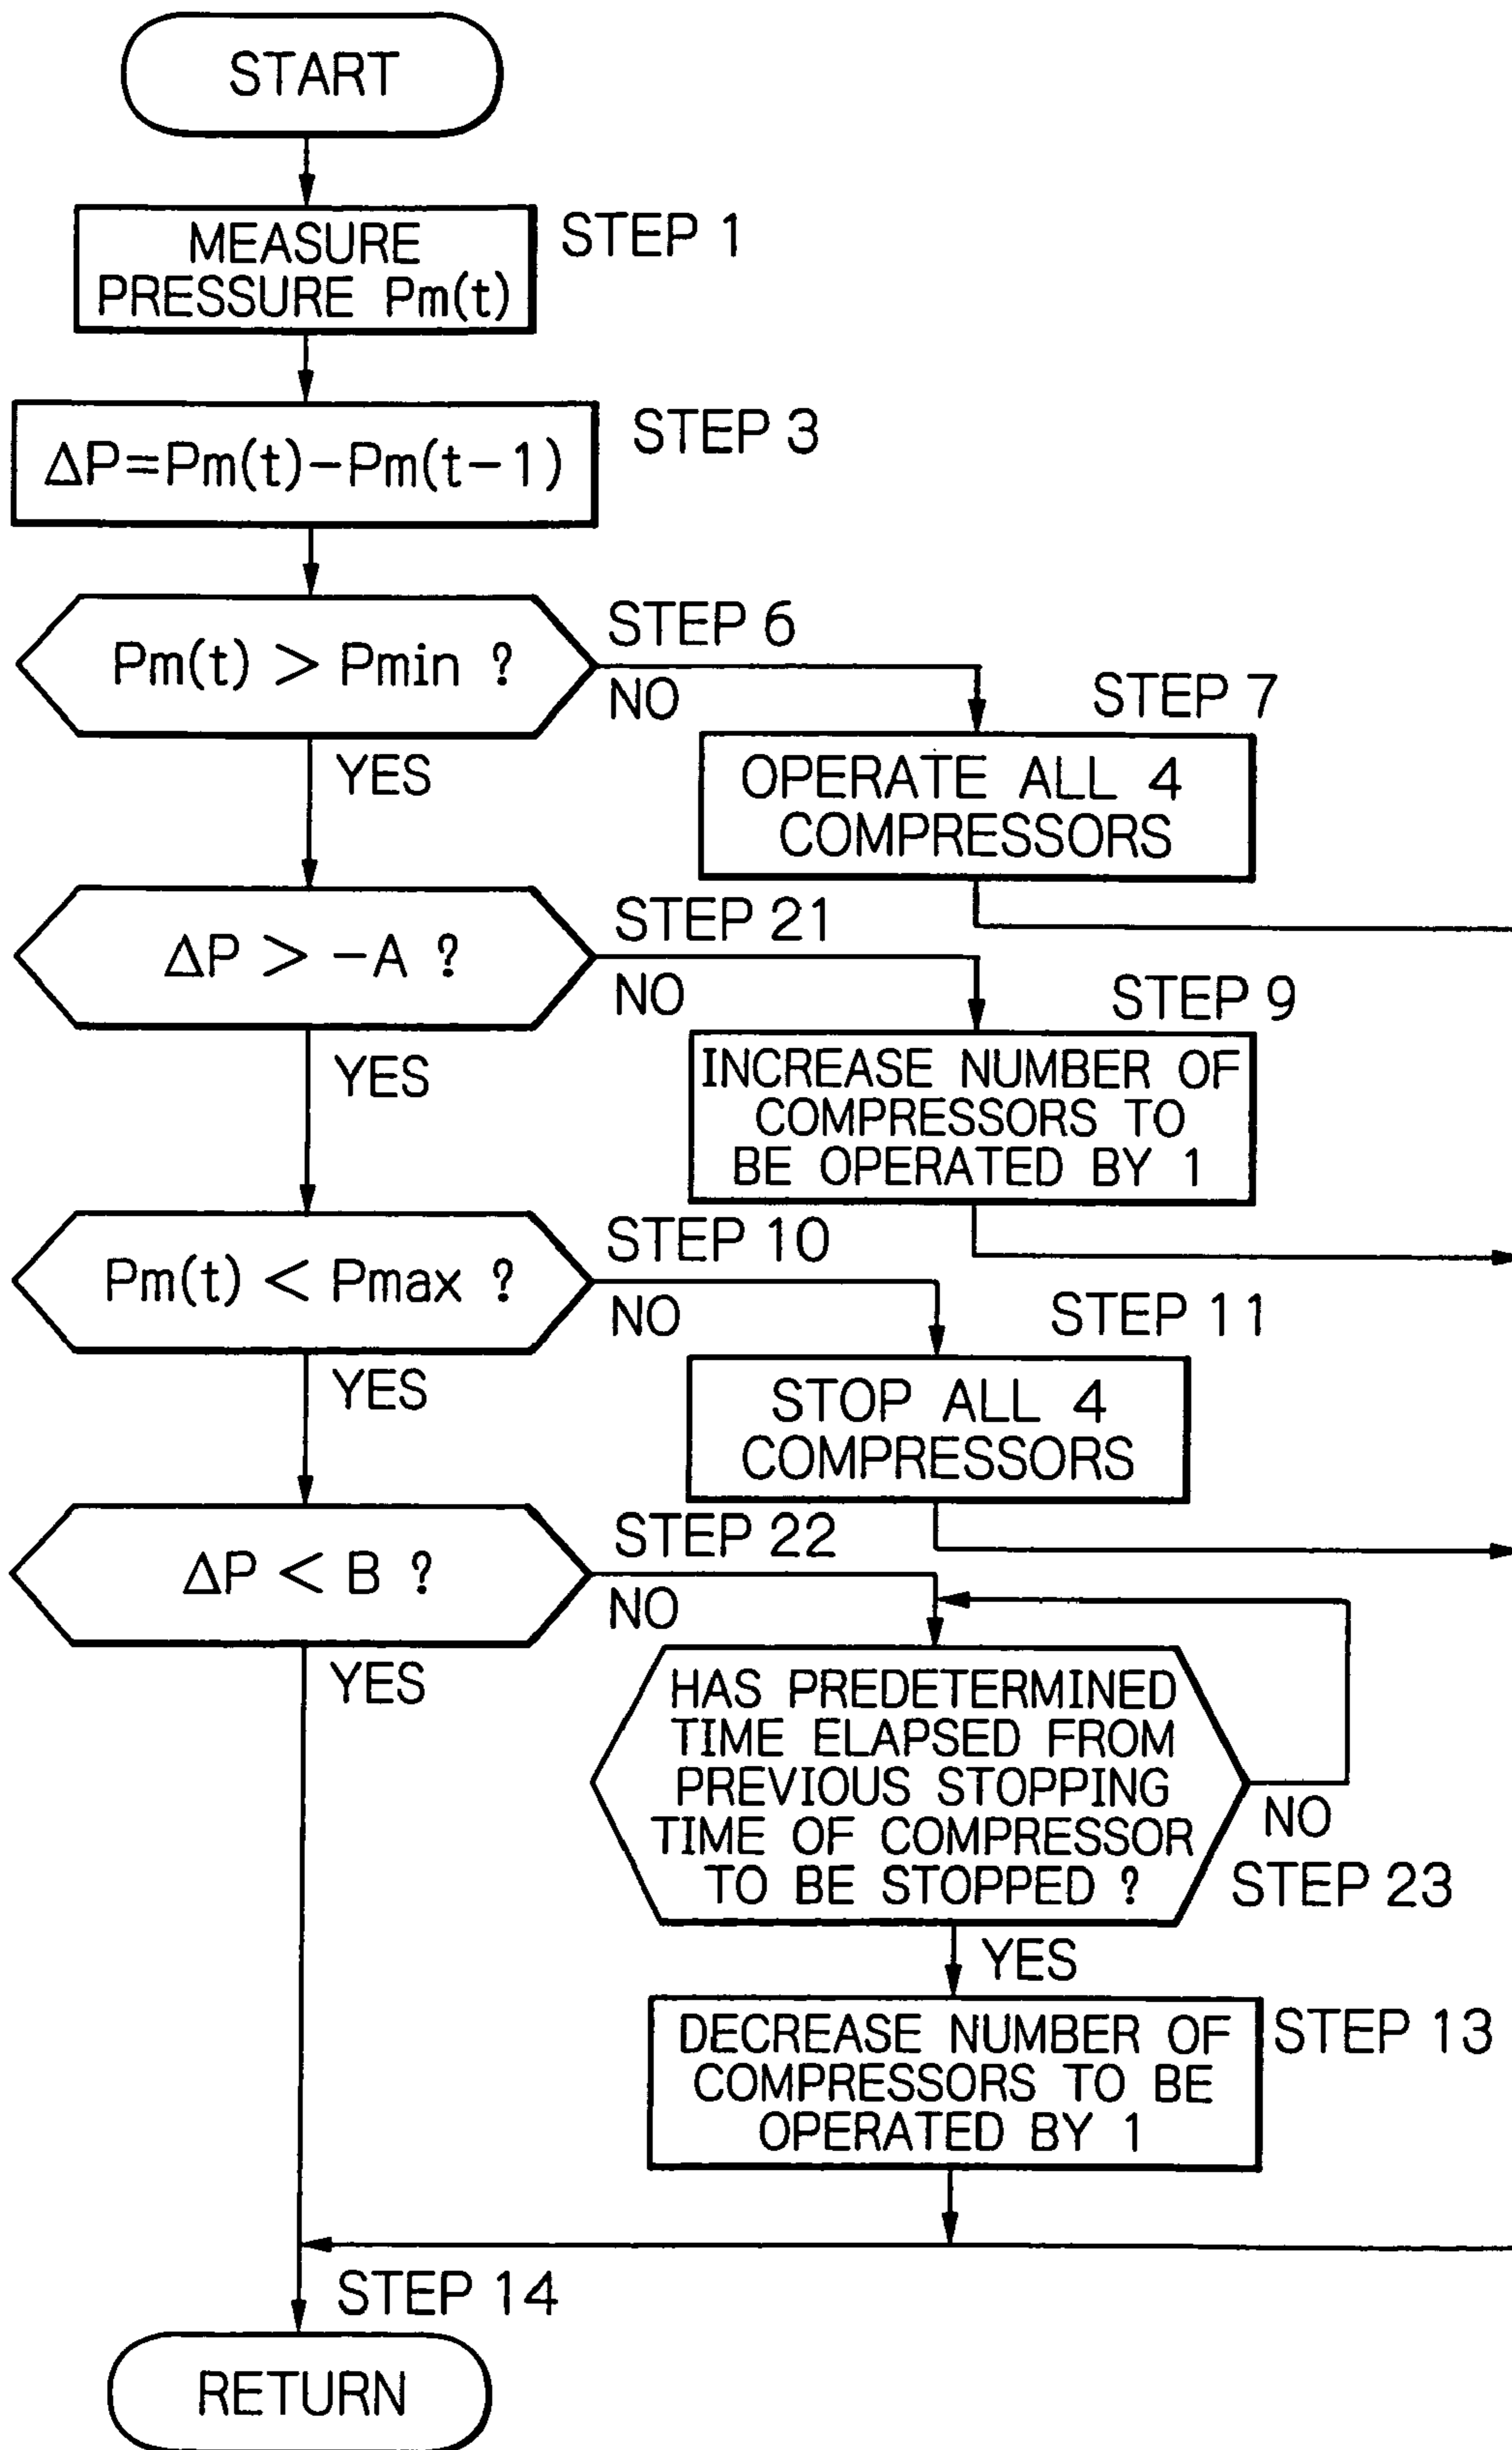 START
MEASURE
PRESSURE Pm(t)
STEP 1
ΔP=Pm(t)-Pm(t-1)
STEP 3
Pm(t) > Pmin ?
STEP 6
NO
YES
STEP 7
OPERATE ALL 4
COMPRESSORS
ΔP > -A ?
STEP 21
NO
YES
STEP 9
INCREASE NUMBER OF
COMPRESSORS TO
BE OPERATED BY 1
Pm(t) < Pmax ?
STEP 10
NO
YES
STEP 11
STOP ALL 4
COMPRESSORS
ΔP < B ?
STEP 22
NO
YES
HAS PREDETERMINED
TIME ELAPSED FROM
PREVIOUS STOPPING
TIME OF COMPRESSOR
TO BE STOPPED ?
NO
STEP 23
YES
DECREASE NUMBER OF
COMPRESSORS TO BE
OPERATED BY 1
STEP 13
STEP 14
RETURN